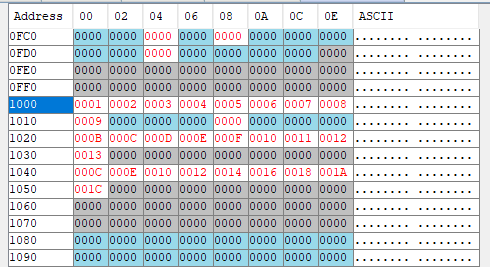 Address 00 02 04 06 08 0A 0C 0E ASCII
0FC0 0000 0000 0000 0000 0000 0000 0000 0000 ........ ........
0FD0 0000 0000 0000 0000 0000 0000 0000 0000 ........ ........
0FE0 0000 0000 0000 0000 0000 0000 0000 0000 ........ ........
0FF0 0000 0000 0000 0000 0000 0000 0000 0000 ........ ........
1000 0001 0002 0003 0004 0005 0006 0007 0008 ........ ........
1010 0009 0000 0000 0000 0000 0000 0000 0000 ........ ........
1020 000B 000C 000D 000E 000F 0010 0011 0012 ........ ........
1030 0013 0000 0000 0000 0000 0000 0000 0000 ........ ........
1040 000C 000E 0010 0012 0014 0016 0018 001A ........ ........
1050 001C 0000 0000 0000 0000 0000 0000 0000 ........ ........
1060 0000 0000 0000 0000 0000 0000 0000 0000 ........ ........
1070 0000 0000 0000 0000 0000 0000 0000 0000 ........ ........
1080 0000 0000 0000 0000 0000 0000 0000 0000 ........ ........
1090 0000 0000 0000 0000 0000 0000 0000 0000 ........ ........